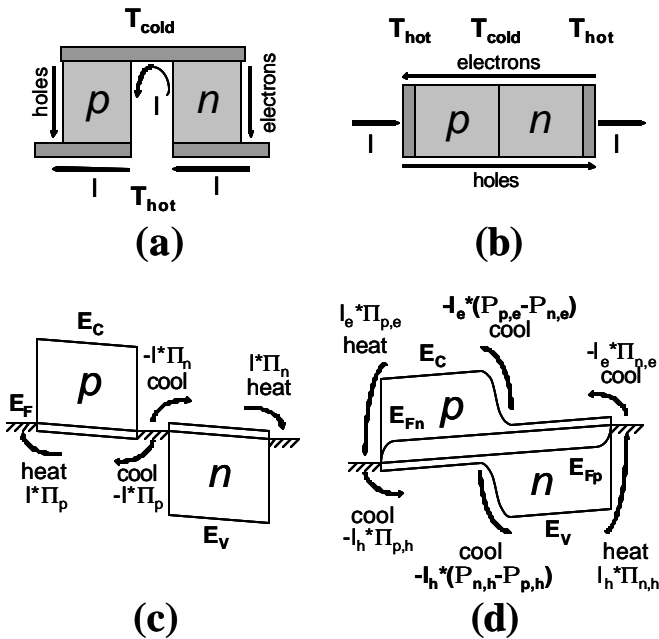 T_cold
holes
p
I
n
electrons
I
I
T_hot
(a)
T_hot T_cold T_hot
electrons
I
p
n
I
holes
(b)
E_C
-I*Π_n
cool
I*Π_n
heat
p
E_F
heat
I*Π_p
cool
-I*Π_p
n
E_V
(c)
I_e*Π_p,e
heat
-I_e*(P_p,e-P_n,e)
cool
-I_e*Π_n,e
cool
E_C
p
E_Fn
E_Fp
n
E_V
cool
-I_h*Π_p,h
cool
-I_h*(P_n,h-P_p,h)
heat
I_h*Π_n,h
(d)